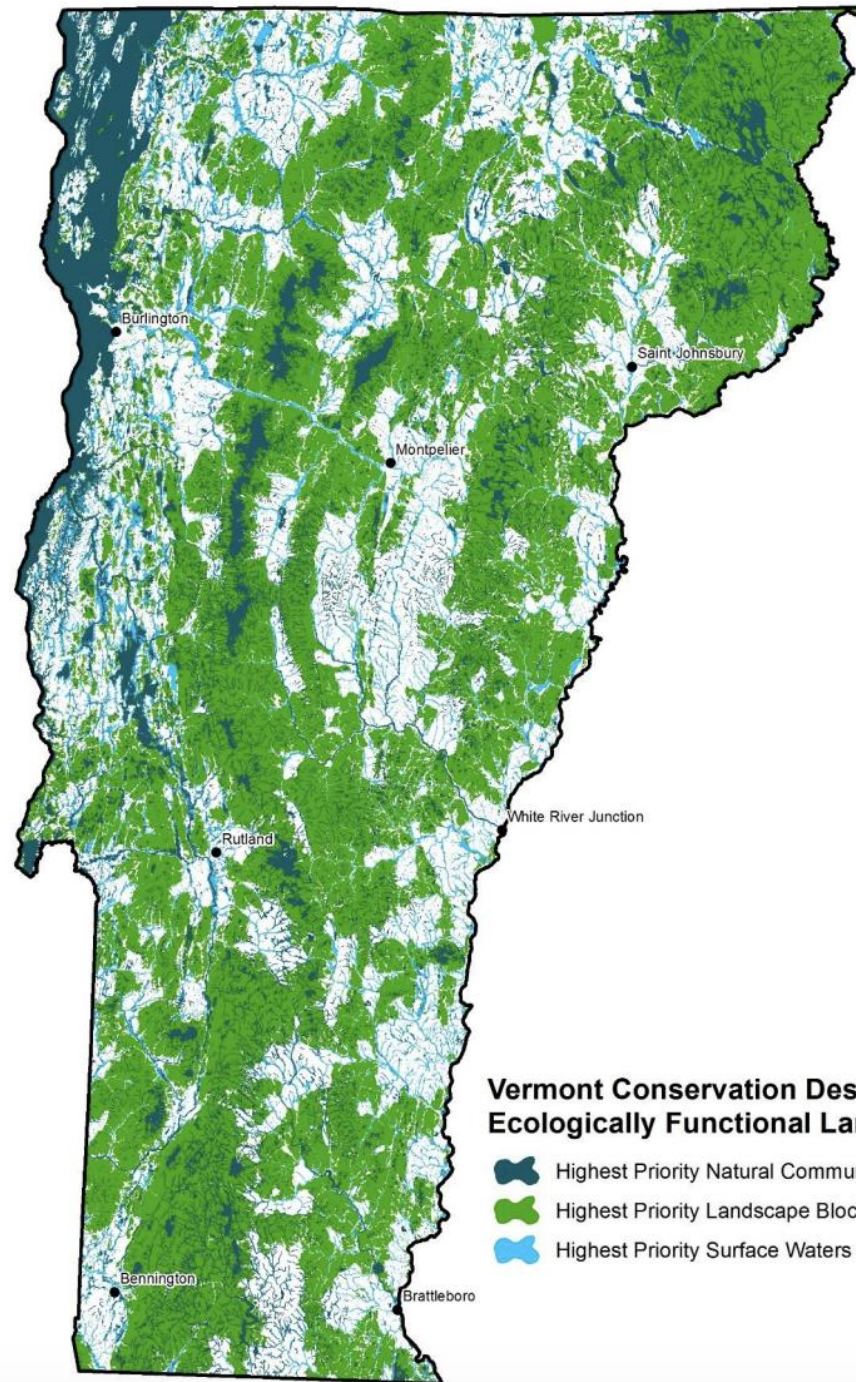 Burlington
Saint Johnsbury
Montpelier
White River Junction
Rutland
Vermont Conservation Des
Ecologically Functional Lan
Highest Priority Natural Commu
Highest Priority Landscape Bloc
Highest Priority Surface Waters
Bennington
Brattleboro